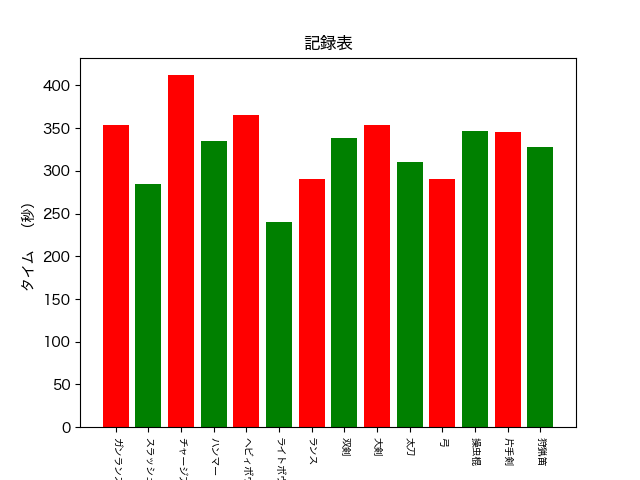 記録表
タイム （秒）
400
350
300
250
200
150
100
50
0
ガンランス
スラッシュ
チャージア
ハンマー
ヘビィボウ
ライトボウ
ランス
双剣
大剣
太刀
弓
操虫棍
片手剣
狩猟笛